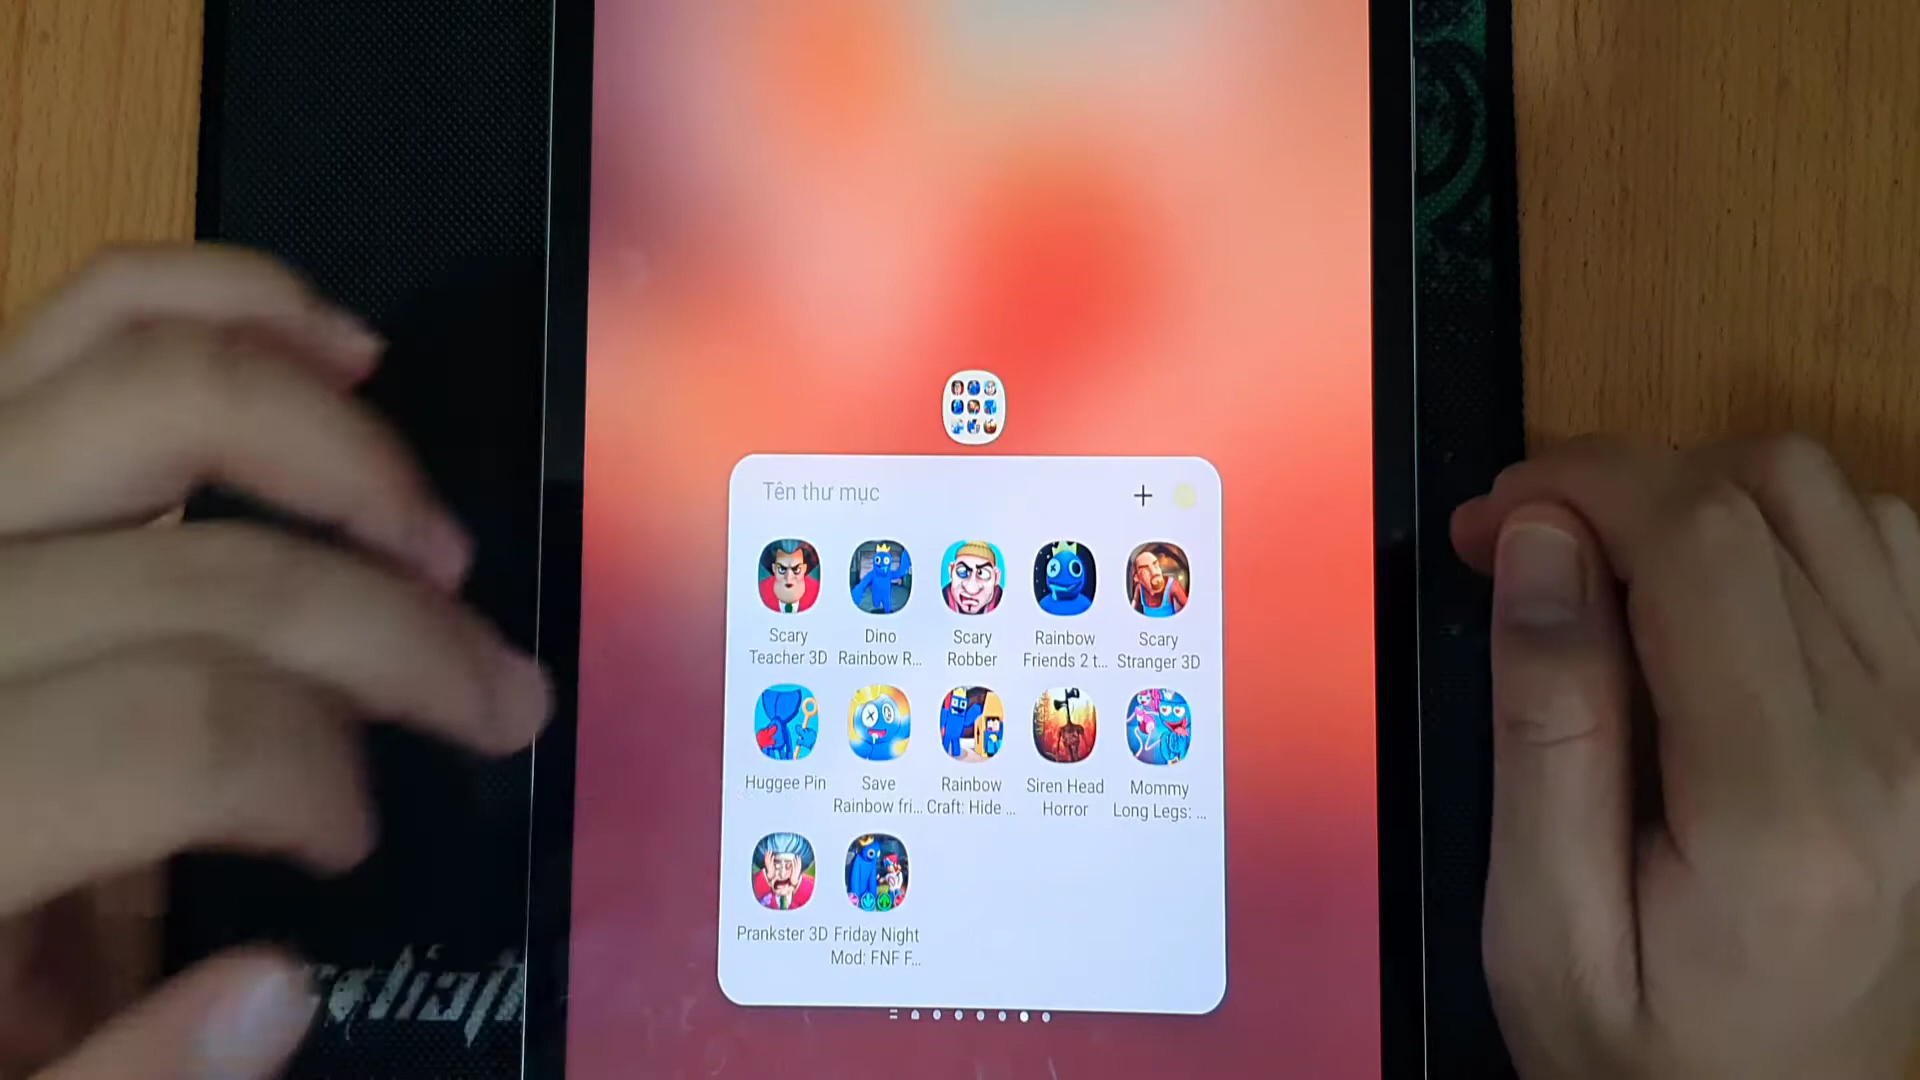 Tên thư mục
Scary
Teacher 3D
Dino
Rainbow R...
Scary
Robber
Rainbow
Friends 2 t...
Scary
Stranger 3D
Huggee Pin
Save
Rainbow fri...
Rainbow
Craft: Hide ...
Siren Head
Horror
Mommy
Long Legs: ...
Prankster 3D
Friday Night
Mod: FNF F...